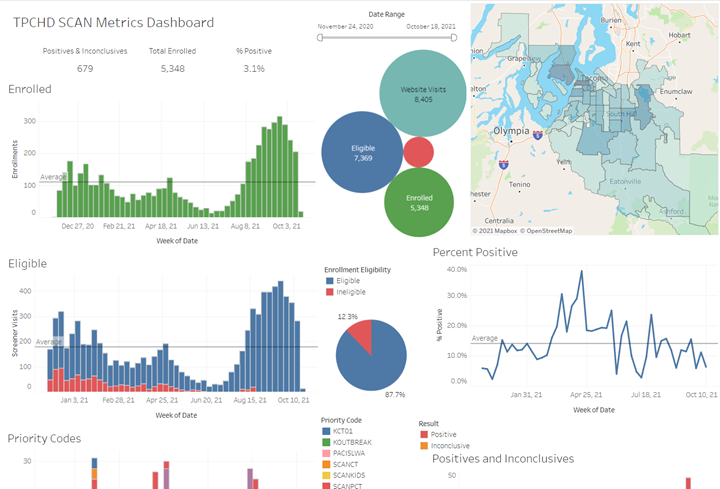 TPCHD SCAN Metrics Dashboard
Positives & Inconclusives
Total Enrolled
% Positive
679
5,348
3.1%
Date Range
November 24, 2020
October 18, 2021
Enrolled
Enrollments
300
200
100
0
Average
Dec 27, 20
Feb 21, 21
Apr 18, 21
Jun 13, 21
Aug 8, 21
Oct 3, 21
Week of Date
Website Visits
8,405
Eligible
7,369
Enrolled
5,348
Burien
Kent
Hobart
Tacoma
Enumclaw
Olympia
South Hill
Yelm
Eatonville
Tenino
Ashford
Centralia
© 2021 Mapbox © OpenStreetMap
Eligible
Screener Visits
400
300
200
100
0
Average
Jan 3, 21
Feb 28, 21
Apr 25, 21
Jun 20, 21
Aug 15, 21
Oct 10, 21
Week of Date
Enrollment Eligibility
Eligible
Ineligible
12.3%
87.7%
Percent Positive
% Positive
40.0%
30.0%
20.0%
10.0%
0.0%
Average
Jan 31, 21
Apr 25, 21
Jul 18, 21
Oct 10, 21
Week of Date
Priority Codes
30
Priority Code
KCT01
KOUTBREAK
PACISLWA
SCANCT
SCANKIDS
SCANPCT
Result
Positive
Inconclusive
Positives and Inconclusives
50